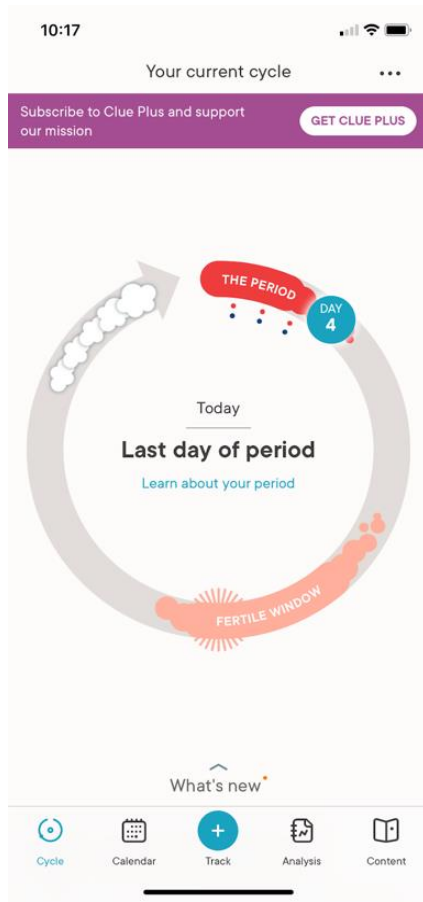 10:17
Your current cycle
Subscribe to Clue Plus and support
our mission
GET CLUE PLUS
THE PERIOD
DAY
4
Today
Last day of period
Learn about your period
FERTILE WINDOW
What's new
Cycle
Calendar
Track
Analysis
Content